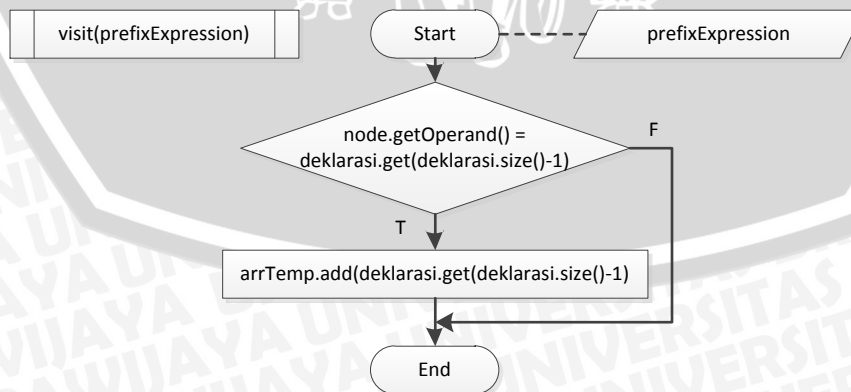 visit(prefixExpression)
Start
prefixExpression
node.getOperand() =
deklarasi.get(deklarasi.size()-1)
F
T
arrTemp.add(deklarasi.get(deklarasi.size()-1)
End